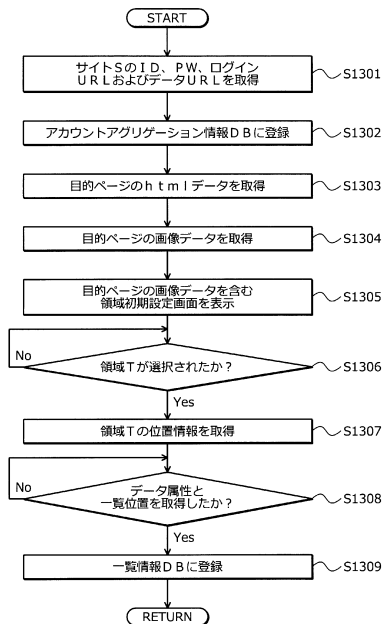 START
サイトSのID、PW、ログイン
URLおよびデータURLを取得
S1301
アカウントアグリゲーション情報DBに登録
S1302
目的ページのhtmlデータを取得
S1303
目的ページの画像データを取得
S1304
目的ページの画像データを含む
領域初期設定画面を表示
S1305
No
領域Tが選択されたか?
S1306
Yes
領域Tの位置情報を取得
S1307
No
データ属性と
一覧位置を取得したか?
S1308
Yes
一覧情報DBに登録
S1309
RETURN